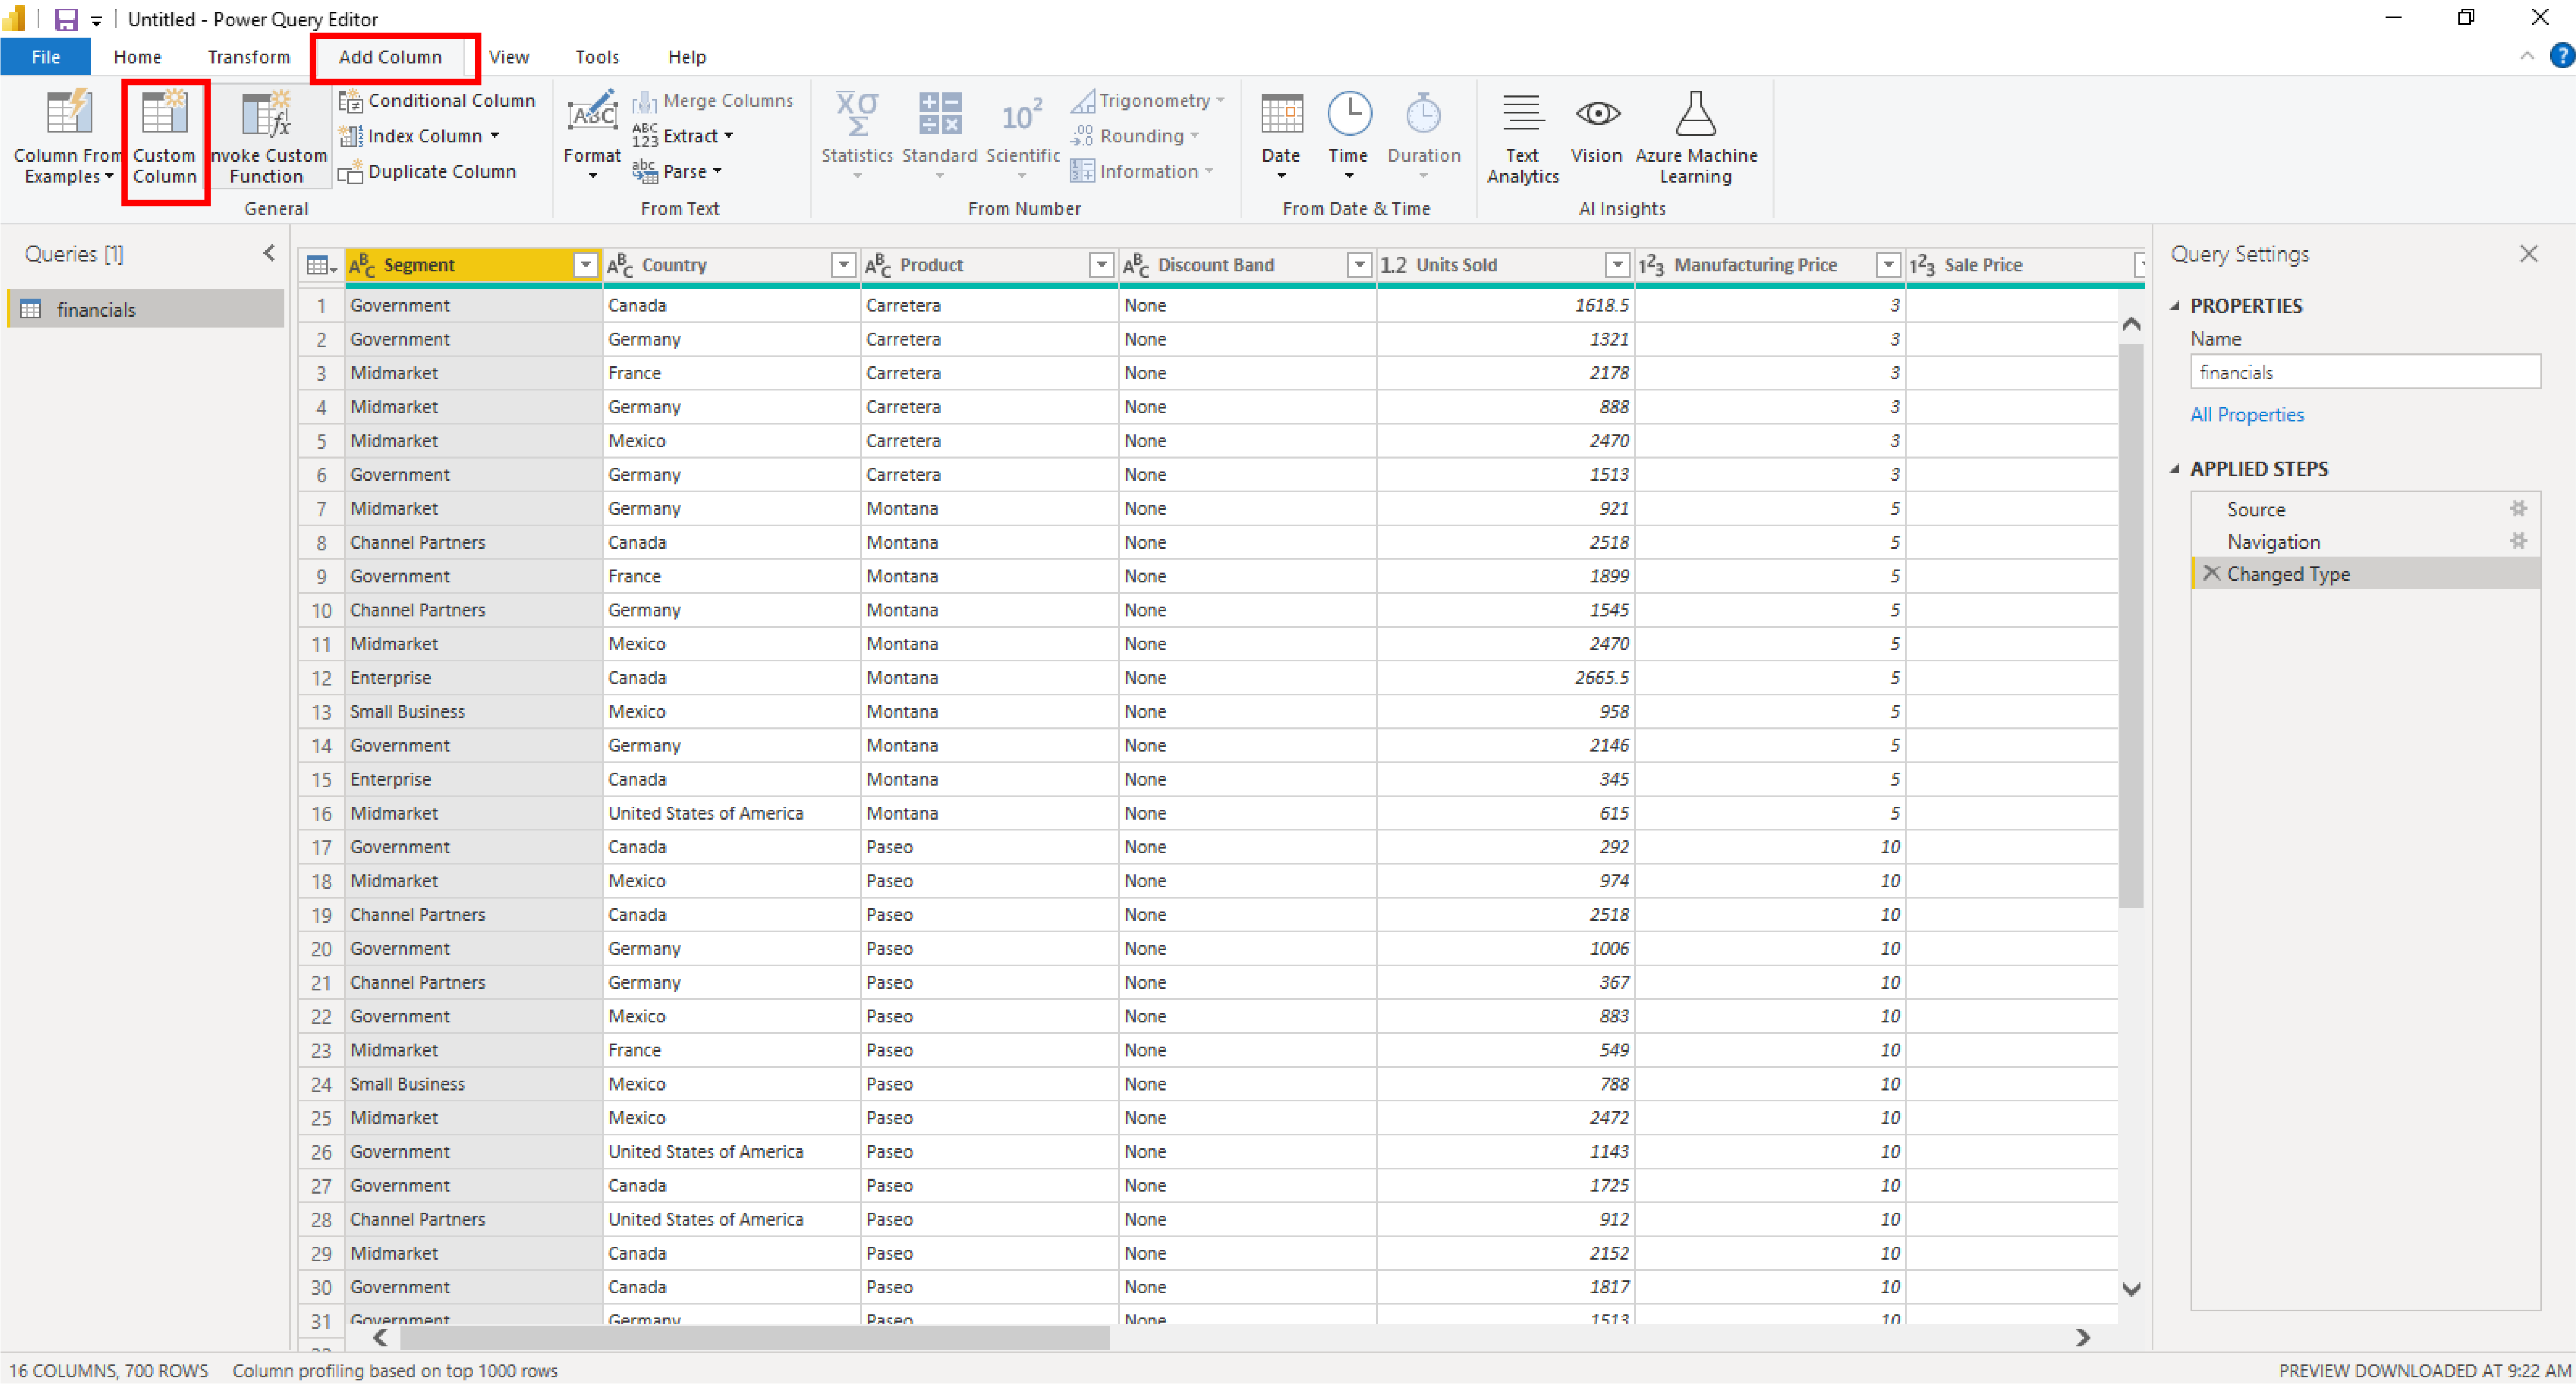 Untitled - Power Query Editor
File Home Transform Add Column View Tools Help
Column From Examples
Custom Column
nvoke Custom Function
Conditional Column
Index Column
Duplicate Column
General
Format
Merge Columns
Extract
Parse
From Text
Statistics
Standard
Scientific
Trigonometry
Rounding
Information
From Number
Date
Time
Duration
From Date & Time
Text Analytics
Vision
Azure Machine Learning
AI Insights
Queries [1]
financials
Segment Country Product Discount Band 1.2 Units Sold Manufacturing Price Sale Price
1 Government Canada Carretera None 1618.5 3
2 Government Germany Carretera None 1321 3
3 Midmarket France Carretera None 2178 3
4 Midmarket Germany Carretera None 888 3
5 Midmarket Mexico Carretera None 2470 3
6 Government Germany Carretera None 1513 3
7 Midmarket Germany Montana None 921 5
8 Channel Partners Canada Montana None 2518 5
9 Government France Montana None 1899 5
10 Channel Partners Germany Montana None 1545 5
11 Midmarket Mexico Montana None 2470 5
12 Enterprise Canada Montana None 2665.5 5
13 Small Business Mexico Montana None 958 5
14 Government Germany Montana None 2146 5
15 Enterprise Canada Montana None 345 5
16 Midmarket United States of America Montana None 615 5
17 Government Canada Paseo None 292 10
18 Midmarket Mexico Paseo None 974 10
19 Channel Partners Canada Paseo None 2518 10
20 Government Germany Paseo None 1006 10
21 Channel Partners Germany Paseo None 367 10
22 Government Mexico Paseo None 883 10
23 Midmarket France Paseo None 549 10
24 Small Business Mexico Paseo None 788 10
25 Midmarket Mexico Paseo None 2472 10
26 Government United States of America Paseo None 1143 10
27 Government Canada Paseo None 1725 10
28 Channel Partners United States of America Paseo None 912 10
29 Midmarket Canada Paseo None 2152 10
30 Government Canada Paseo None 1817 10
31 Government Germany Paseo None 1513 10
Query Settings
PROPERTIES
Name
financials
All Properties
APPLIED STEPS
Source
Navigation
Changed Type
16 COLUMNS, 700 ROWS Column profiling based on top 1000 rows
PREVIEW DOWNLOADED AT 9:22 AM